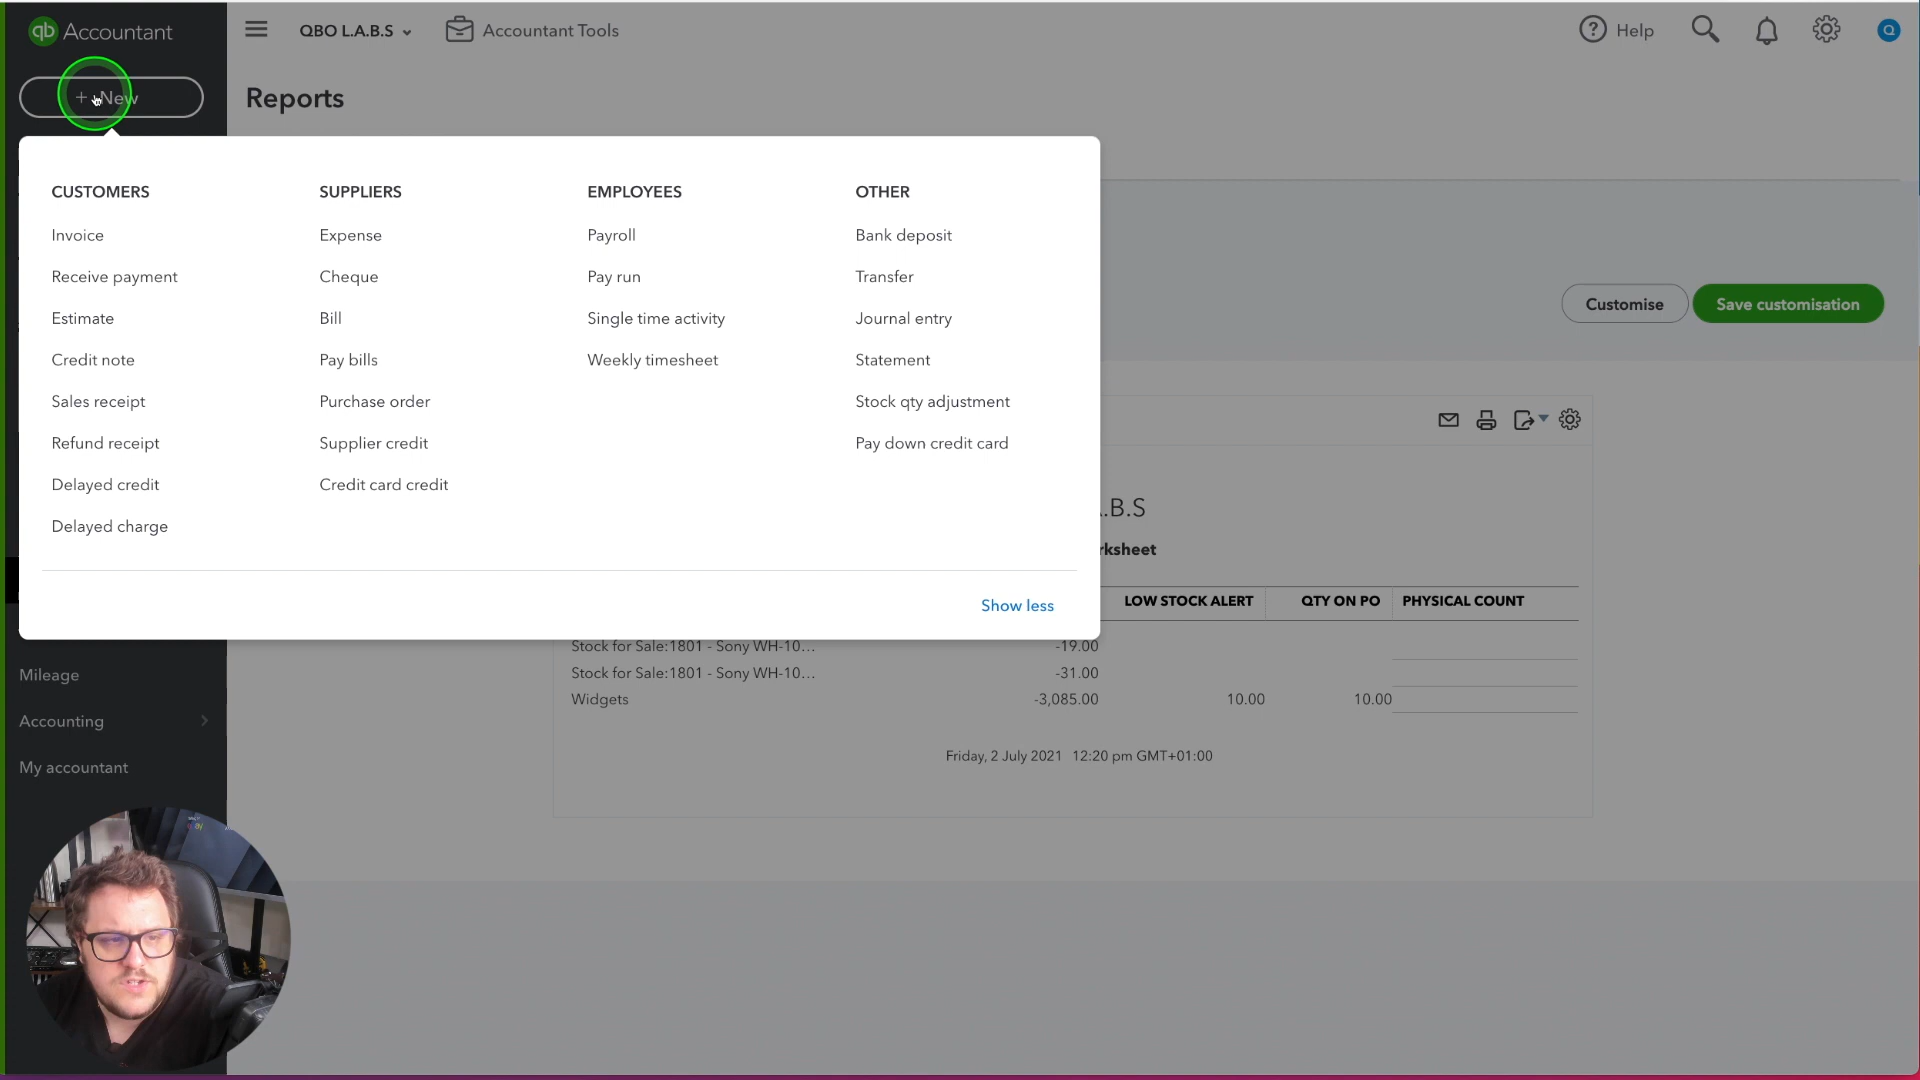 qb Accountant
QBO L.A.B.S
Accountant Tools
Help
Q
+ New
Reports
CUSTOMERS
Invoice
Receive payment
Estimate
Credit note
Sales receipt
Refund receipt
Delayed credit
Delayed charge
SUPPLIERS
Expense
Cheque
Bill
Pay bills
Purchase order
Supplier credit
Credit card credit
EMPLOYEES
Payroll
Pay run
Single time activity
Weekly timesheet
OTHER
Bank deposit
Transfer
Journal entry
Statement
Stock qty adjustment
Pay down credit card
Show less
Customise
Save customisation
.B.S
rksheet
LOW STOCK ALERT QTY ON PO PHYSICAL COUNT
Stock for Sale:1801 - Sony WH-10... -19.00
Stock for Sale:1801 - Sony WH-10... -31.00
Widgets -3,085.00 10.00 10.00
Friday, 2 July 2021 12:20 pm GMT+01:00
Mileage
Accounting
My accountant